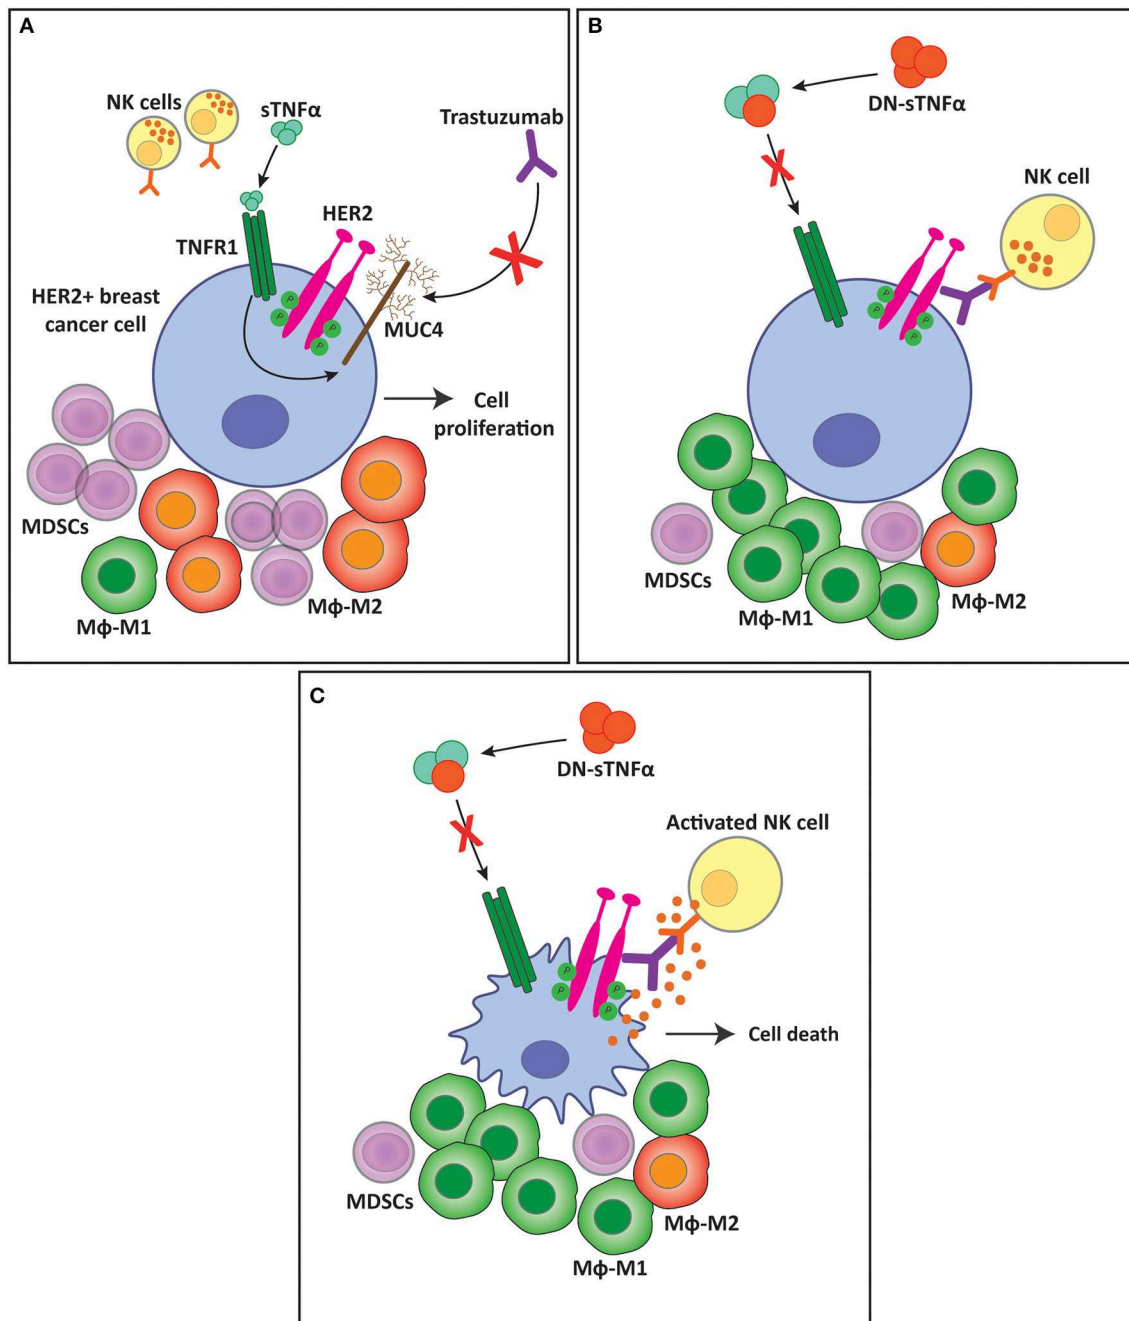 A
NK cells
sTNFα
Trastuzumab
HER2
TNFR1
HER2+ breast
cancer cell
P
P
P
P
MUC4
Cell
proliferation
MDSCs
Mϕ-M1
Mϕ-M2
B
DN-sTNFα
NK cell
P
P
P
P
MDSCs
Mϕ-M1
Mϕ-M2
C
DN-sTNFα
Activated NK cell
P
P
P
P
Cell death
MDSCs
Mϕ-M2
Mϕ-M1